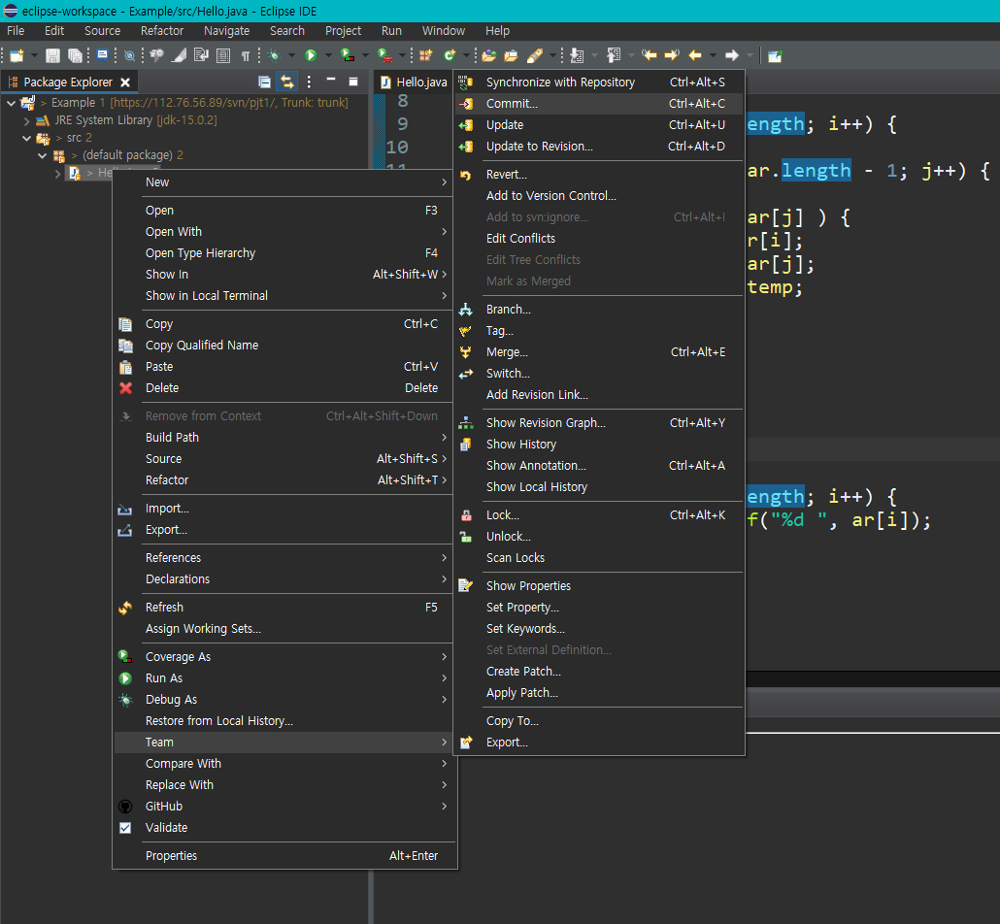 eclipse-workspace - Example/src/Hello.java - Eclipse IDE
File Edit Source Refactor Navigate Search Project Run Window Help
Package Explorer
Hello.java
> Example 1 [https://112.76.56.89/svn/pjt1/, Trunk: trunk]
JRE System Library [jdk-15.0.2]
> src 2
> (default package) 2
>
8
9
10
11
New
Open F3
Open With
Open Type Hierarchy F4
Show In Alt+Shift+W
Show in Local Terminal
Copy Ctrl+C
Copy Qualified Name
Paste Ctrl+V
Delete Delete
Remove from Context Ctrl+Alt+Shift+Down
Build Path
Source Alt+Shift+S
Refactor Alt+Shift+T
Import...
Export...
References
Declarations
Refresh F5
Assign Working Sets...
Coverage As
Run As
Debug As
Restore from Local History...
Team
Compare With
Replace With
GitHub
Validate
Properties Alt+Enter
Synchronize with Repository Ctrl+Alt+S
Commit... Ctrl+Alt+C
Update Ctrl+Alt+U
Update to Revision... Ctrl+Alt+D
Revert...
Add to Version Control...
Add to svn:ignore... Ctrl+Alt+I
Edit Conflicts
Edit Tree Conflicts
Mark as Merged
Branch...
Tag...
Merge... Ctrl+Alt+E
Switch...
Add Revision Link...
Show Revision Graph... Ctrl+Alt+Y
Show History
Show Annotation... Ctrl+Alt+A
Show Local History
Lock... Ctrl+Alt+K
Unlock...
Scan Locks
Show Properties
Set Property...
Set Keywords...
Set External Definition...
Create Patch...
Apply Patch...
Copy To...
Export...
ength; i++) {
ar.length - 1; j++) {
ar[j] ) {
r[i];
ar[j];
temp;
ength; i++) {
f("%d ", ar[i]);